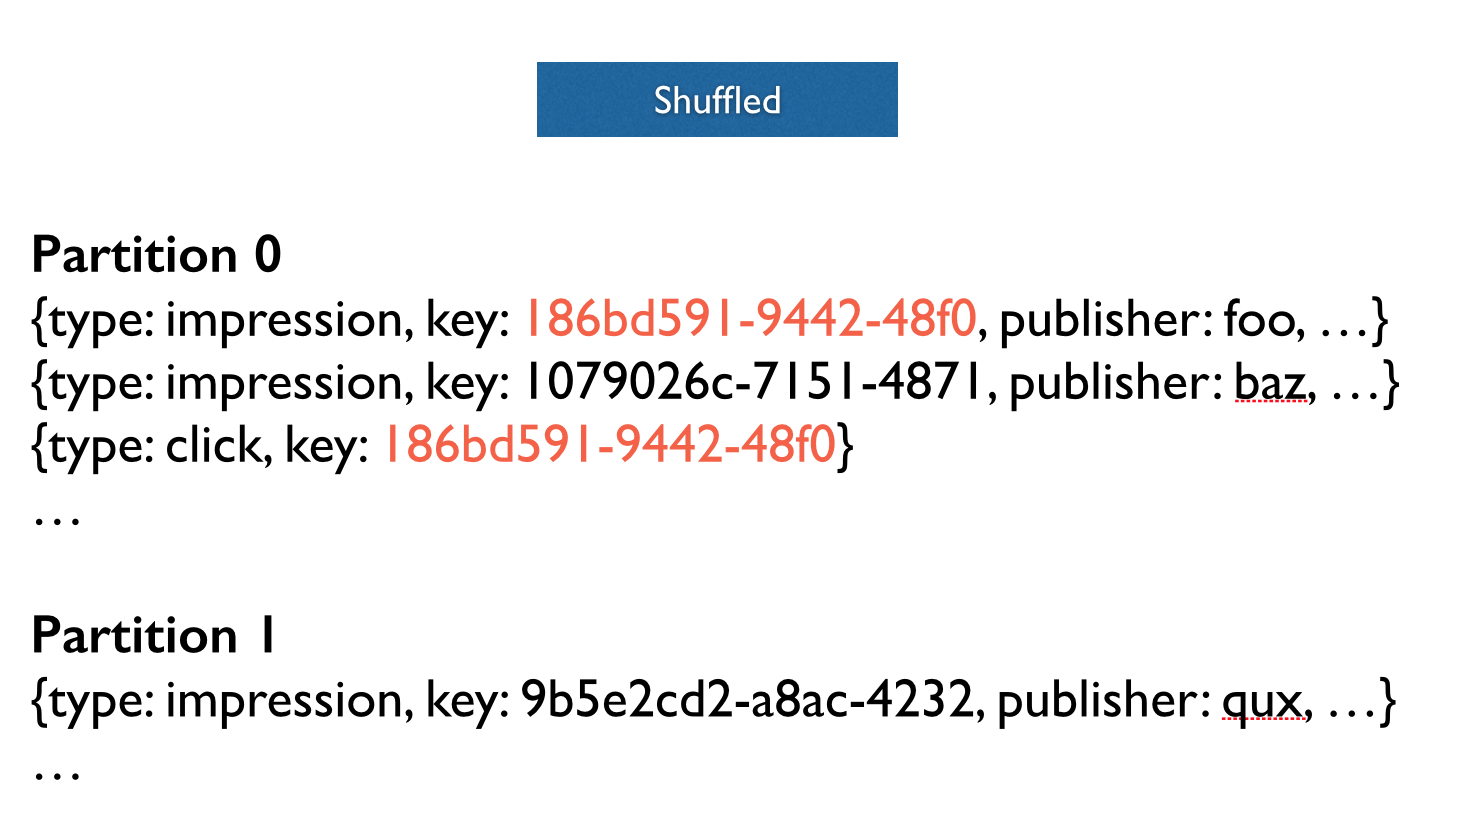 Shuffled
Partition 0
{type: impression, key: 186bd591-9442-48f0, publisher: foo, …}
{type: impression, key: 1079026c-7151-4871, publisher: baz, …}
{type: click, key: 186bd591-9442-48f0}
…
Partition 1
{type: impression, key: 9b5e2cd2-a8ac-4232, publisher: qux, …}
…